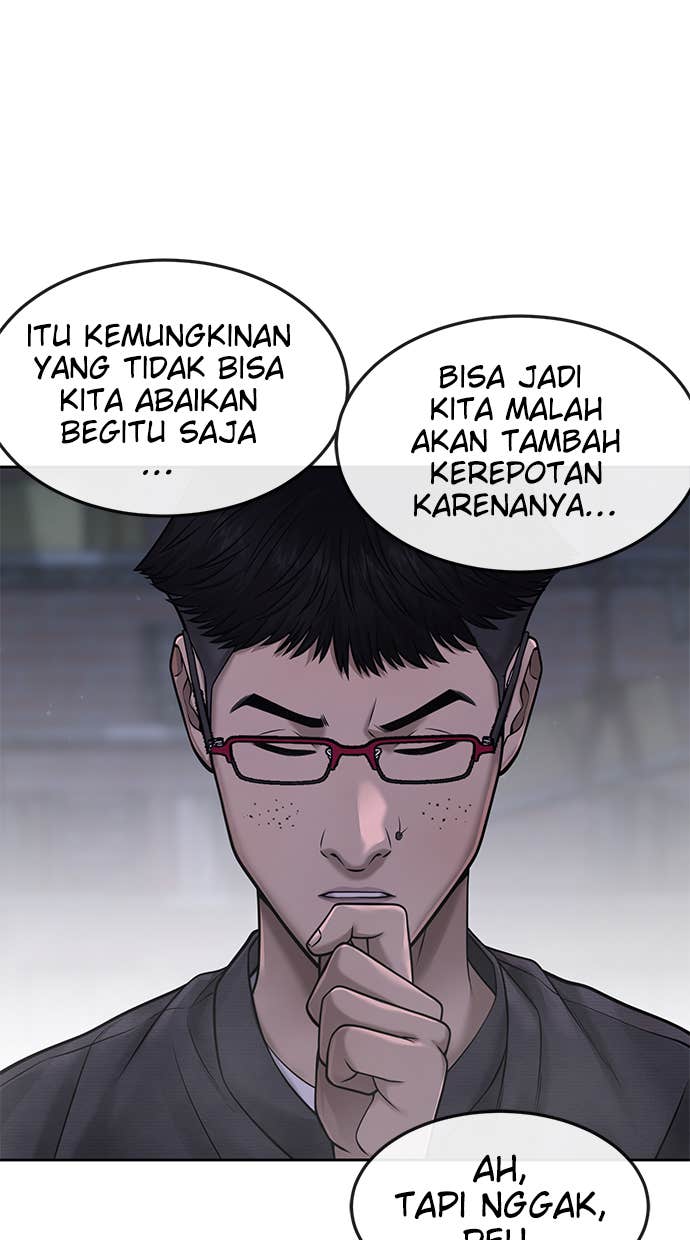 ITU KEMUNGKINAN
YANG TIDAK BISA
KITA ABAIKAN
BEGITU SAJA
...
BISA JADI
KITA MALAH
AKAN TAMBAH
KEREPOTAN
KARENANYA...
AH,
TAPI NGGAK,